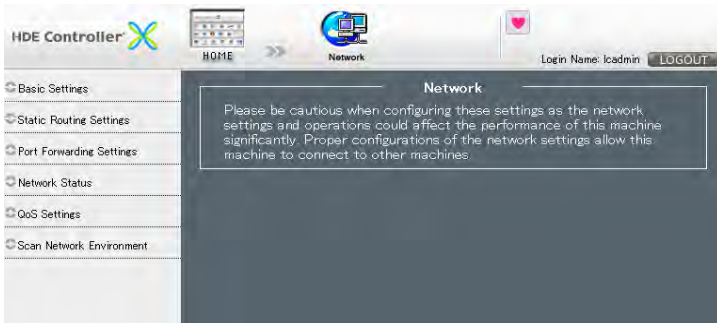 HDE Controller X
HOME
Network
Login Name: lcadmin
LOGOUT
Basic Settings
Static Routing Settings
Port Forwarding Settings
Network Status
QoS Settings
Scan Network Environment
Network
Please be cautious when configuring these settings as the network
settings and operations could affect the performance of this machine
significantly. Proper configurations of the network settings allow this
machine to connect to other machines.